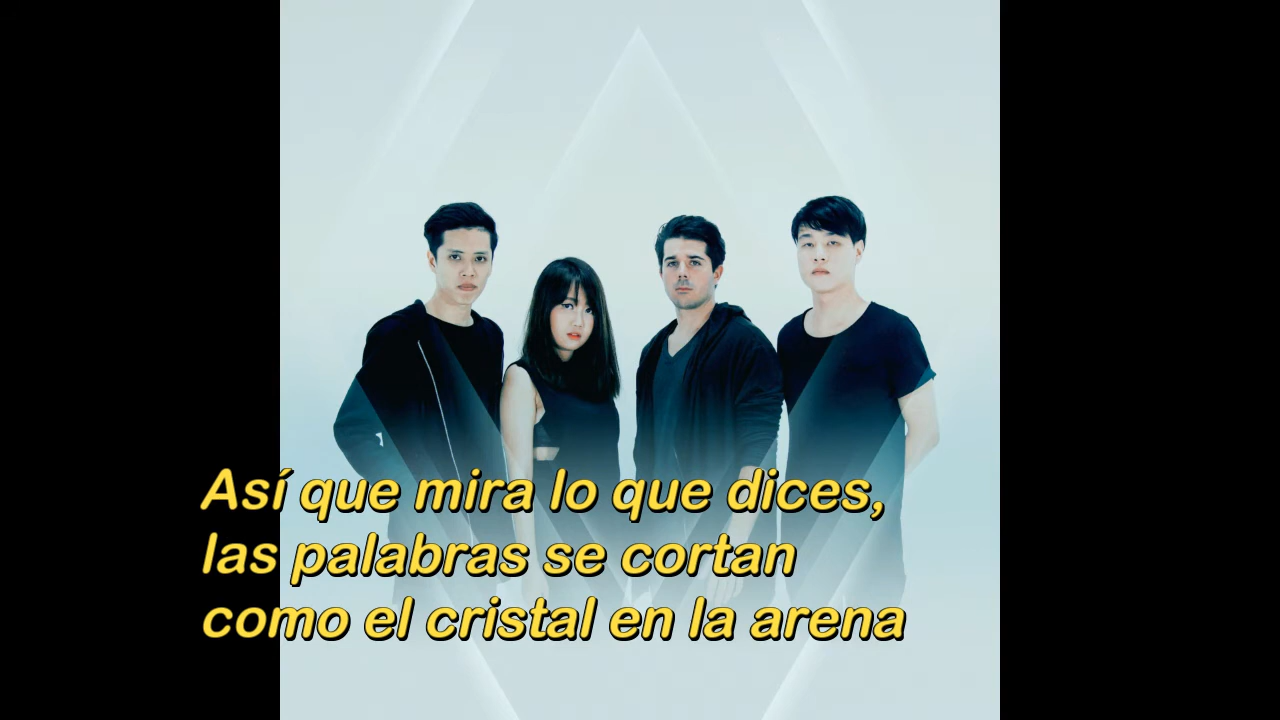 Así que mira lo que dices,
las palabras se cortan
como el cristal en la arena